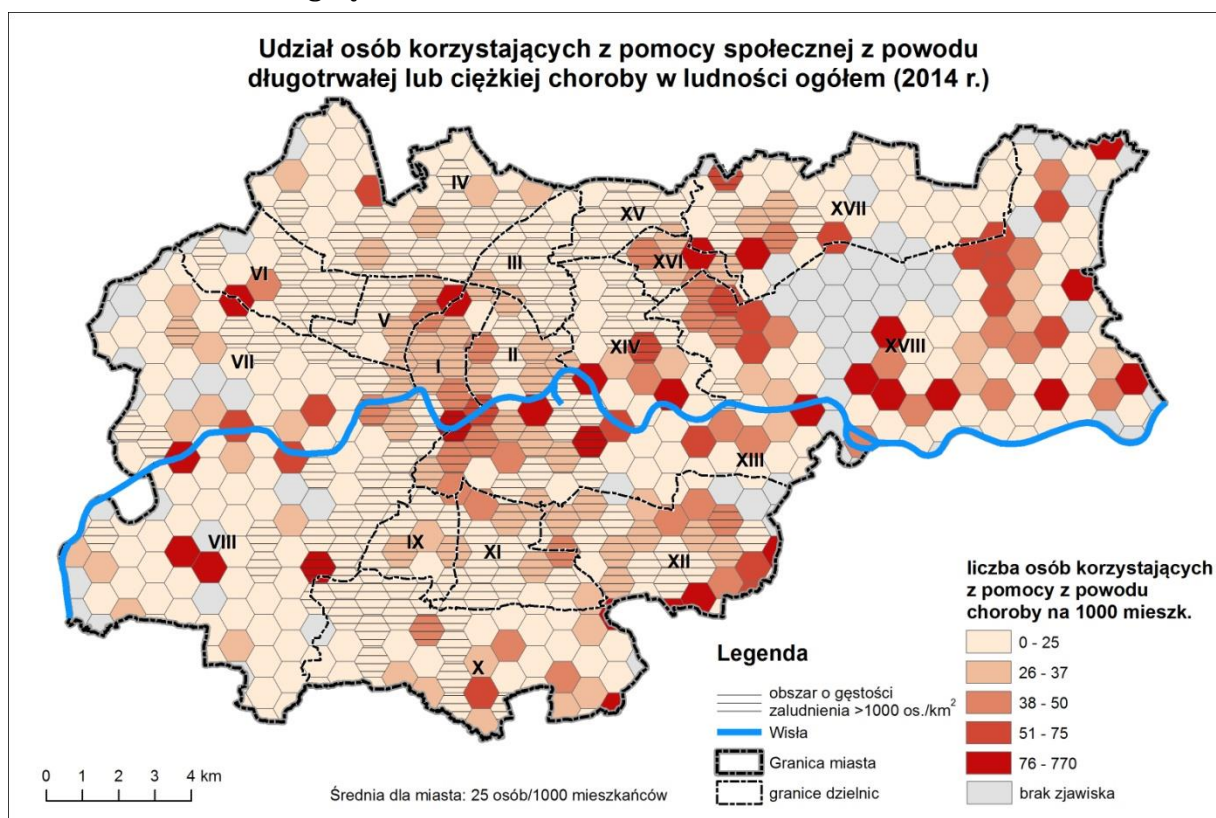 Udział osób korzystających z pomocy społecznej z powodu
długotrwałej lub ciężkiej choroby w ludności ogółem (2014 r.)
IV
XV
XVII
III
XVI
VI
V
VII
I
II
XIV
XVIII
XIII
VIII
IX
XI
XII
X
liczba osób korzystających
z pomocy z powodu
choroby na 1000 mieszk.
0 - 25
26 - 37
38 - 50
51 - 75
76 - 770
brak zjawiska
Legenda
obszar o gęstości
zaludnienia >1000 os./km²
Wisła
Granica miasta
granice dzielnic
0 1 2 3 4 km
Średnia dla miasta: 25 osób/1000 mieszkańców